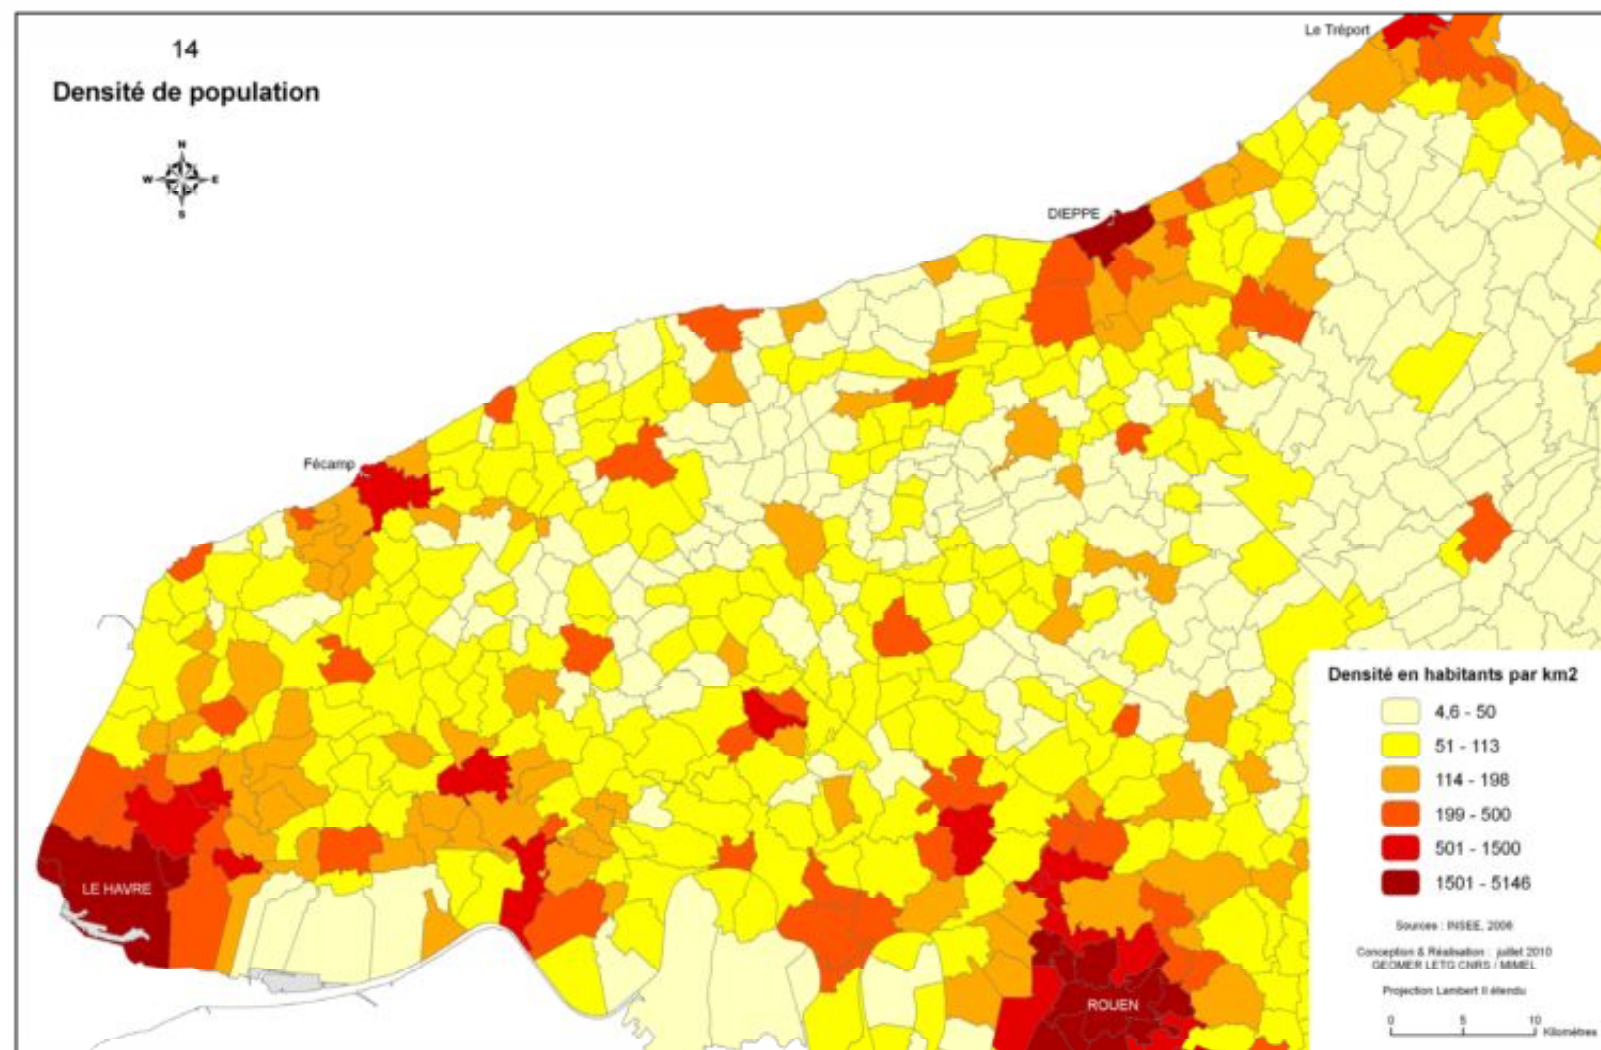 14
Densité de population
N
W E
S
Le Tréport
DIEPPE
Fécamp
LE HAVRE
ROUEN
Densité en habitants par km2
4,6 - 50
51 - 113
114 - 198
199 - 500
501 - 1500
1501 - 5146
Sources : INSEE, 2006
Conception & Réalisation : juillet 2010
GEOMER LETG CNRS / MIMEL
Projection Lambert II étendu
0 5 10
Kilomètres